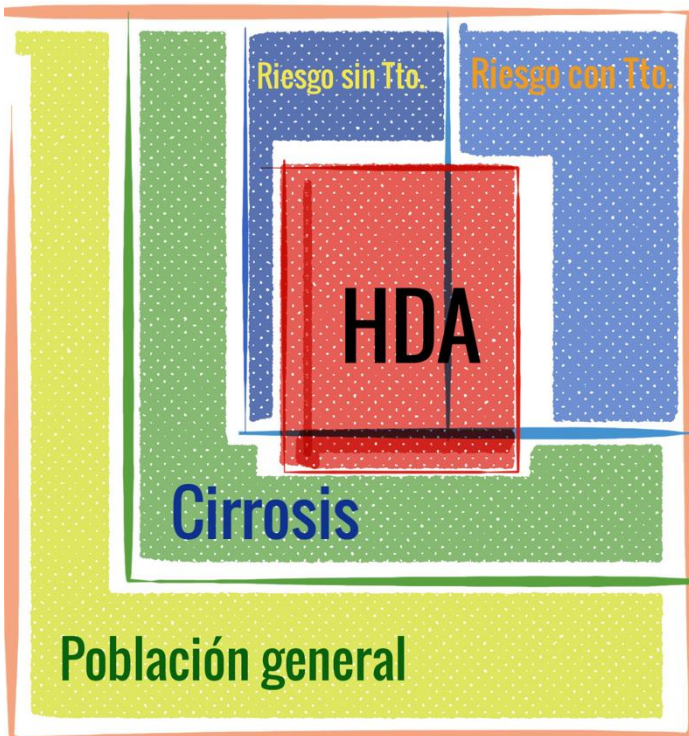 Riesgo sin Tto.
Riesgo con Tto.
HDA
Cirrosis
Población general